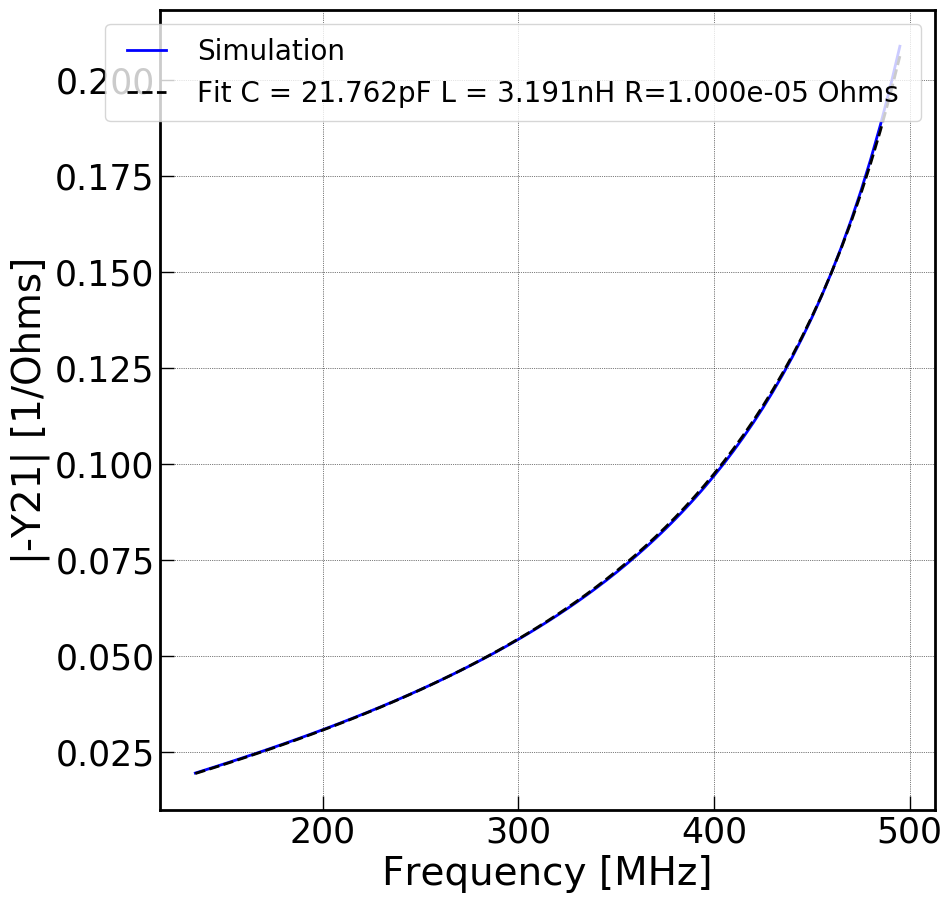 Simulation
Fit C = 21.762pF L = 3.191nH R=1.000e-05 Ohms
0.200
0.175
0.150
0.125
0.100
0.075
0.050
0.025
|-Y21| [1/Ohms]
200 300 400 500
Frequency [MHz]